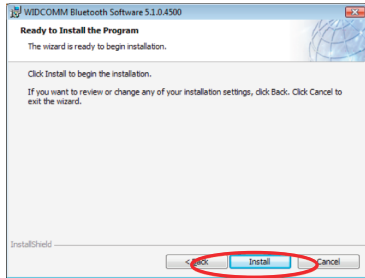 WIDCOMM Bluetooth Software 5.1.0.4500
Ready to Install the Program
The wizard is ready to begin installation.
Click Install to begin the installation.
If you want to review or change any of your installation settings, click Back. Click Cancel to
exit the wizard.
InstallShield
< Back Install Cancel